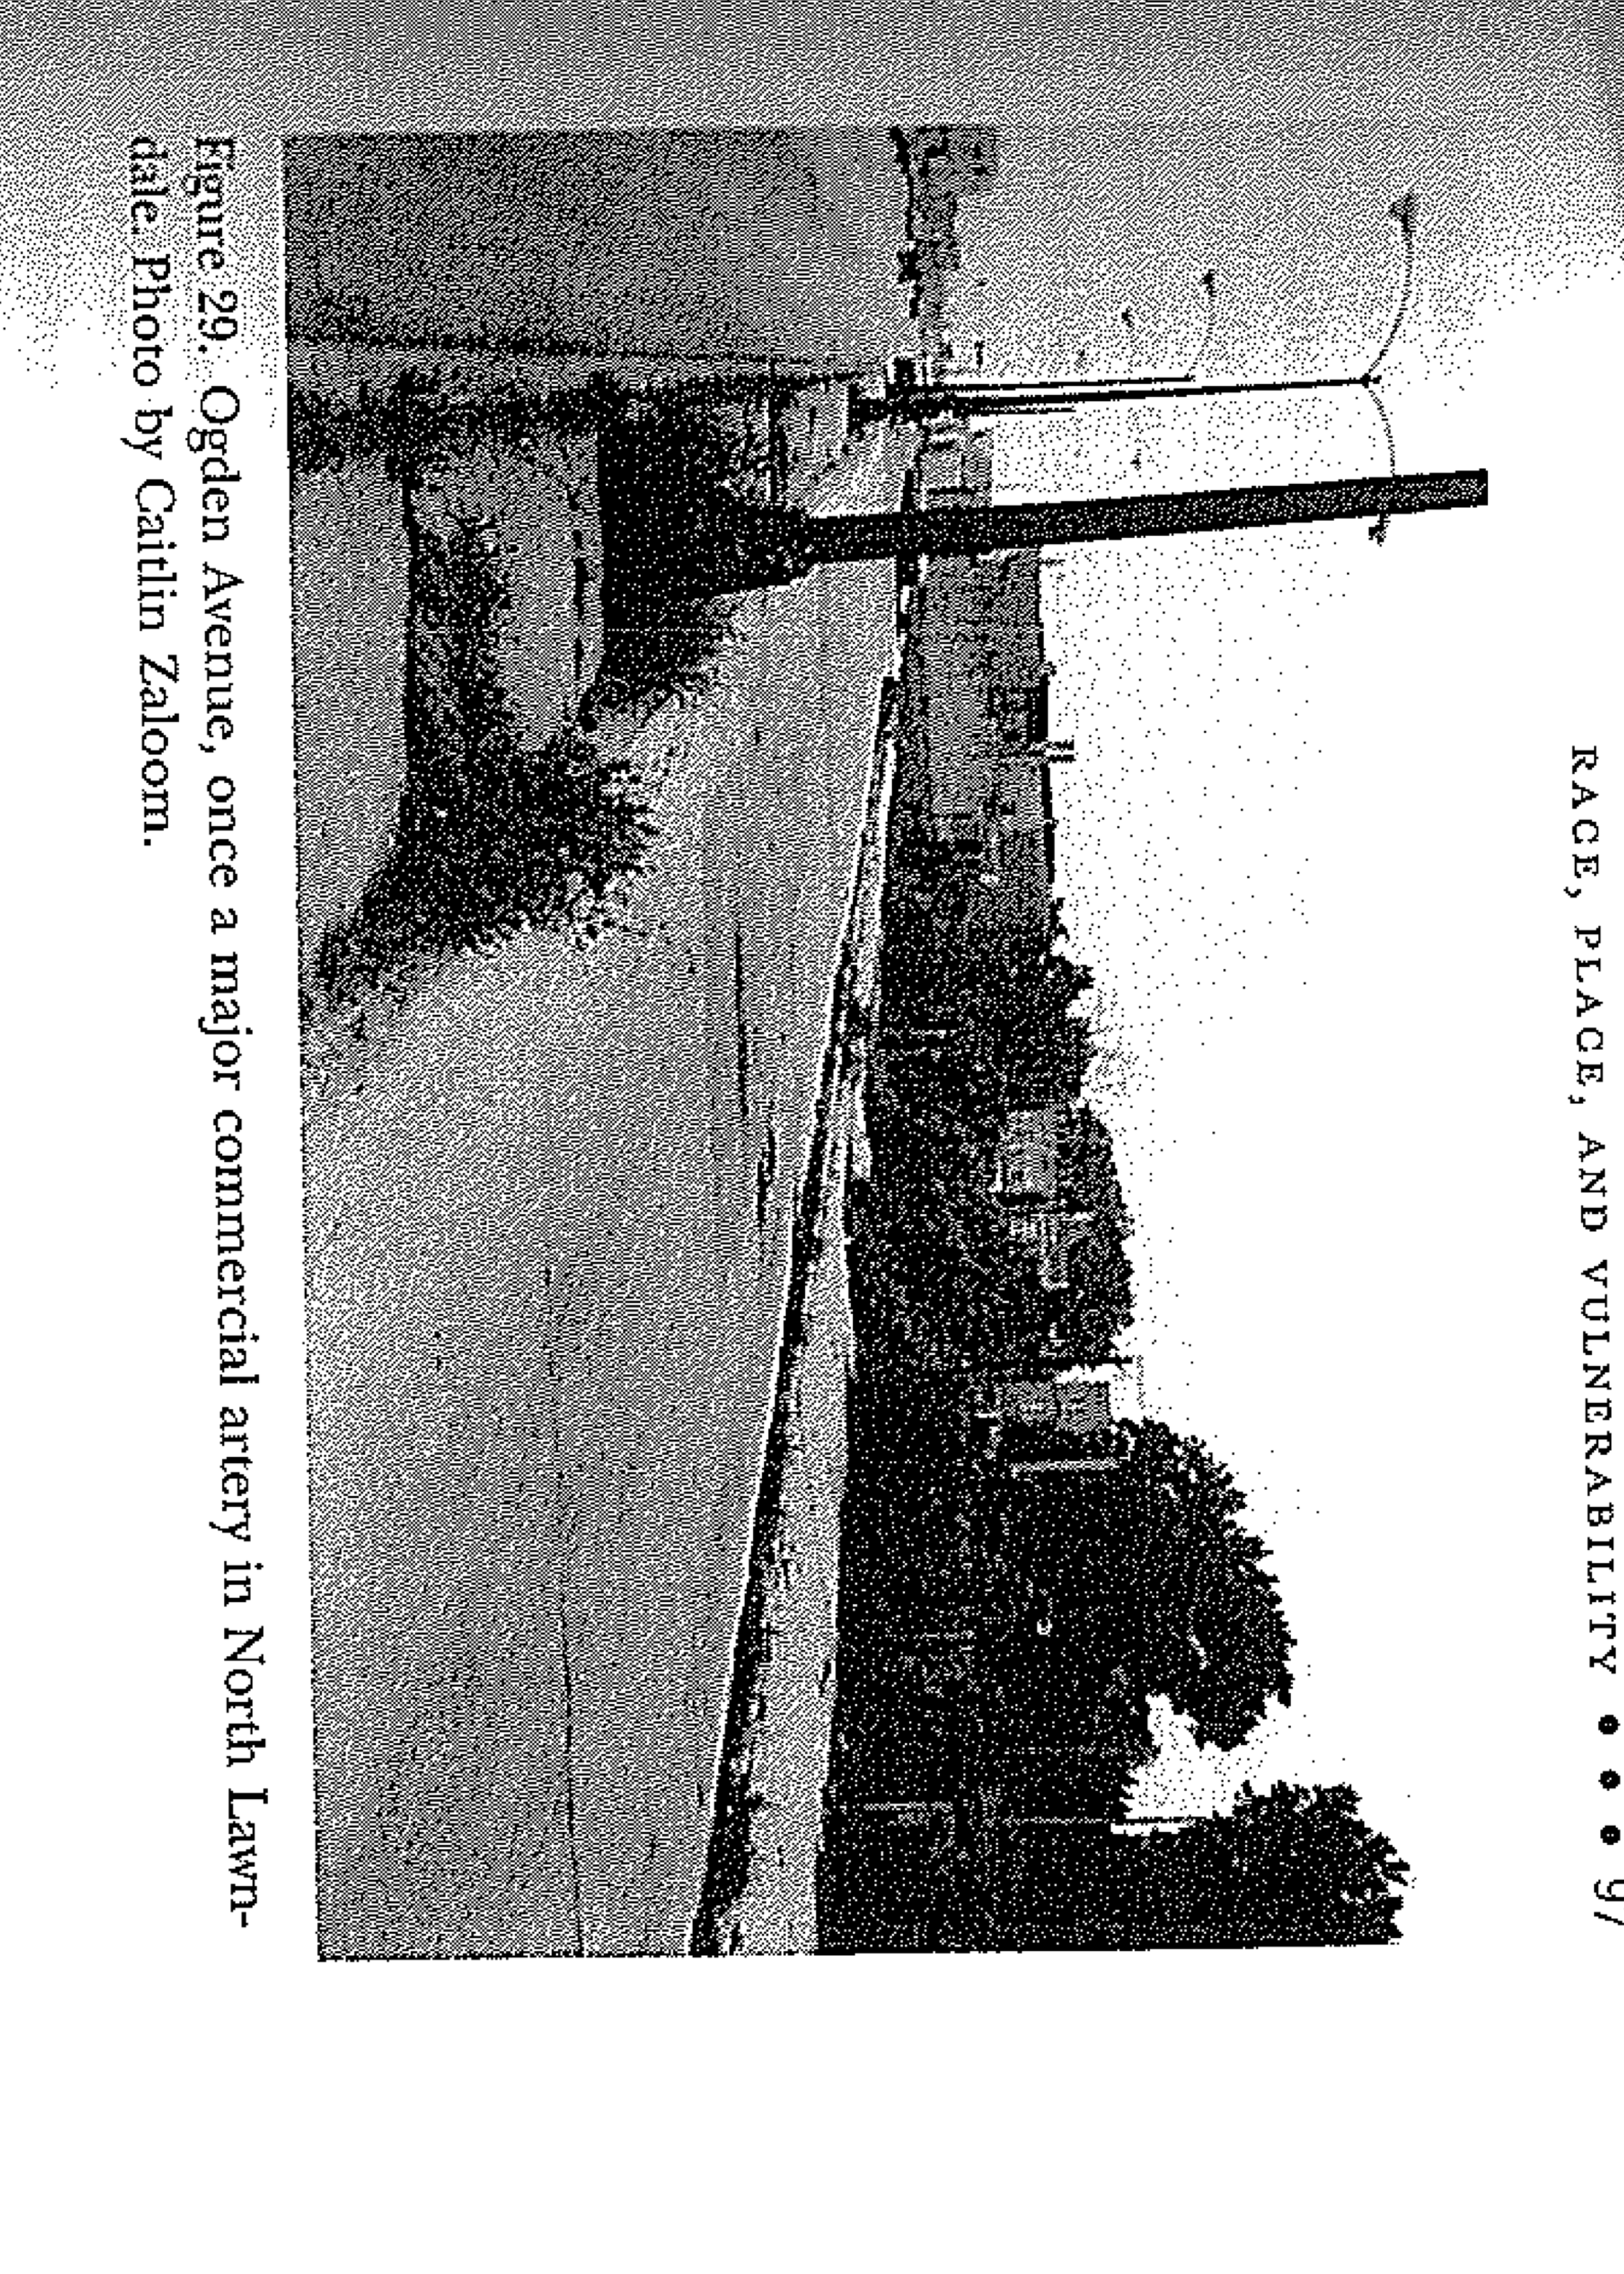 RACE, PLACE, AND VULNERABILITY • • • 97
Figure 29. Ogden Avenue, once a major commercial artery in North Lawn-
dale. Photo by Caitlin Zaloom.